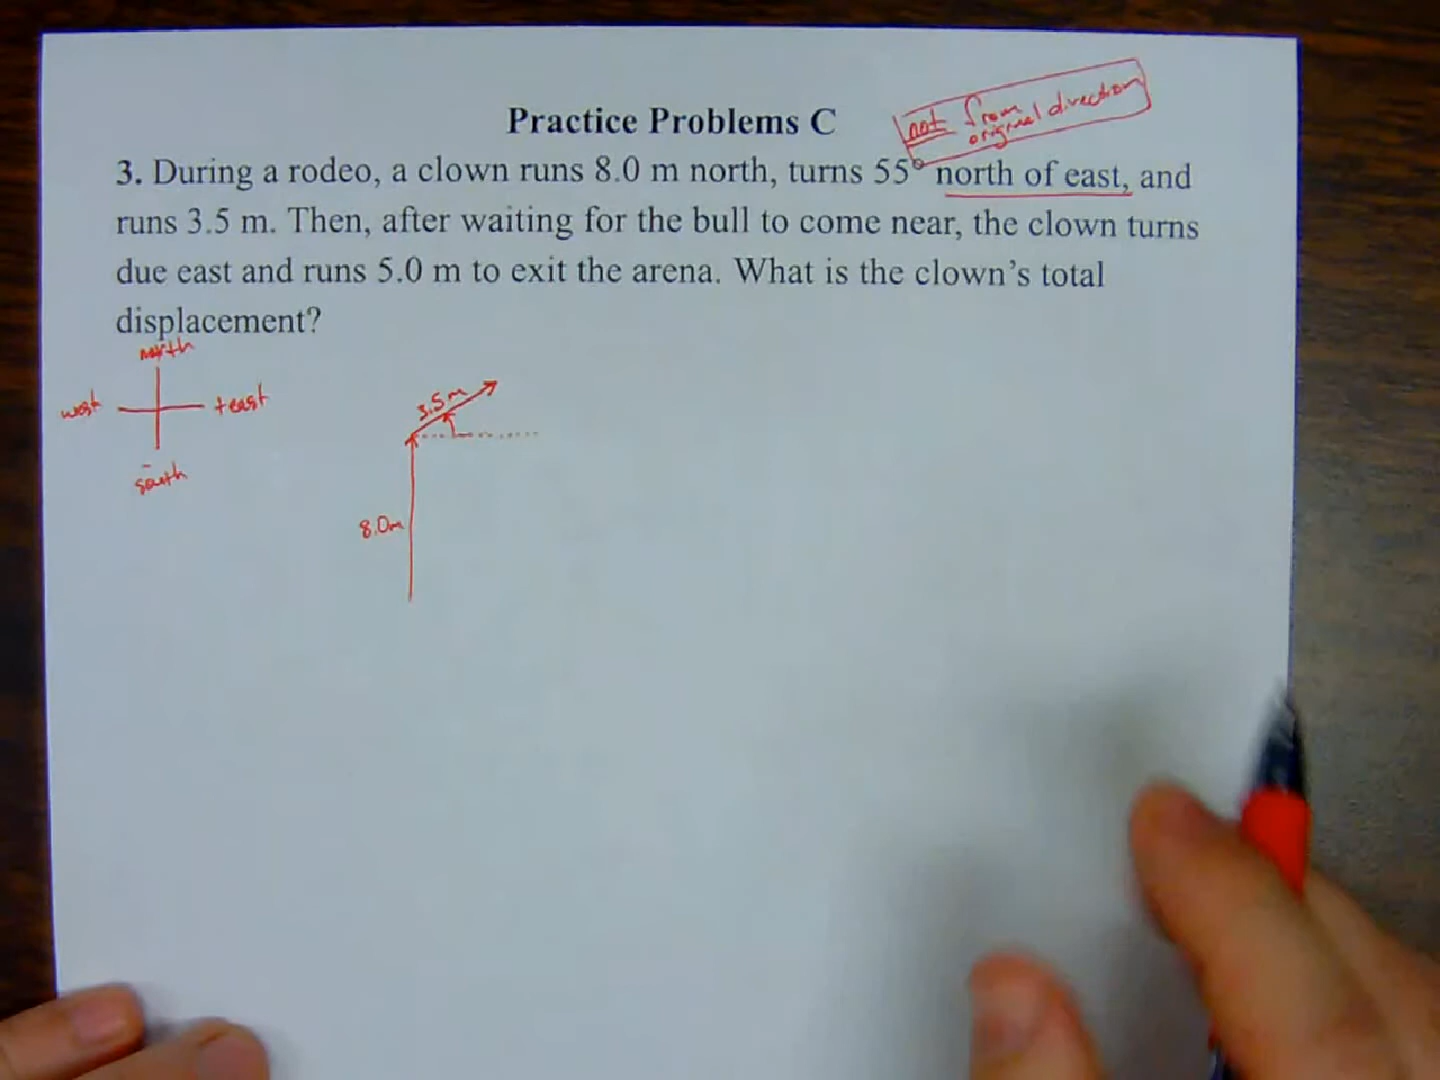 Practice Problems C
not from
original direction
3. During a rodeo, a clown runs 8.0 m north, turns 55° north of east, and
runs 3.5 m. Then, after waiting for the bull to come near, the clown turns
due east and runs 5.0 m to exit the arena. What is the clown’s total
displacement?
north
west
+ east
-
south
3.5m
8.0m